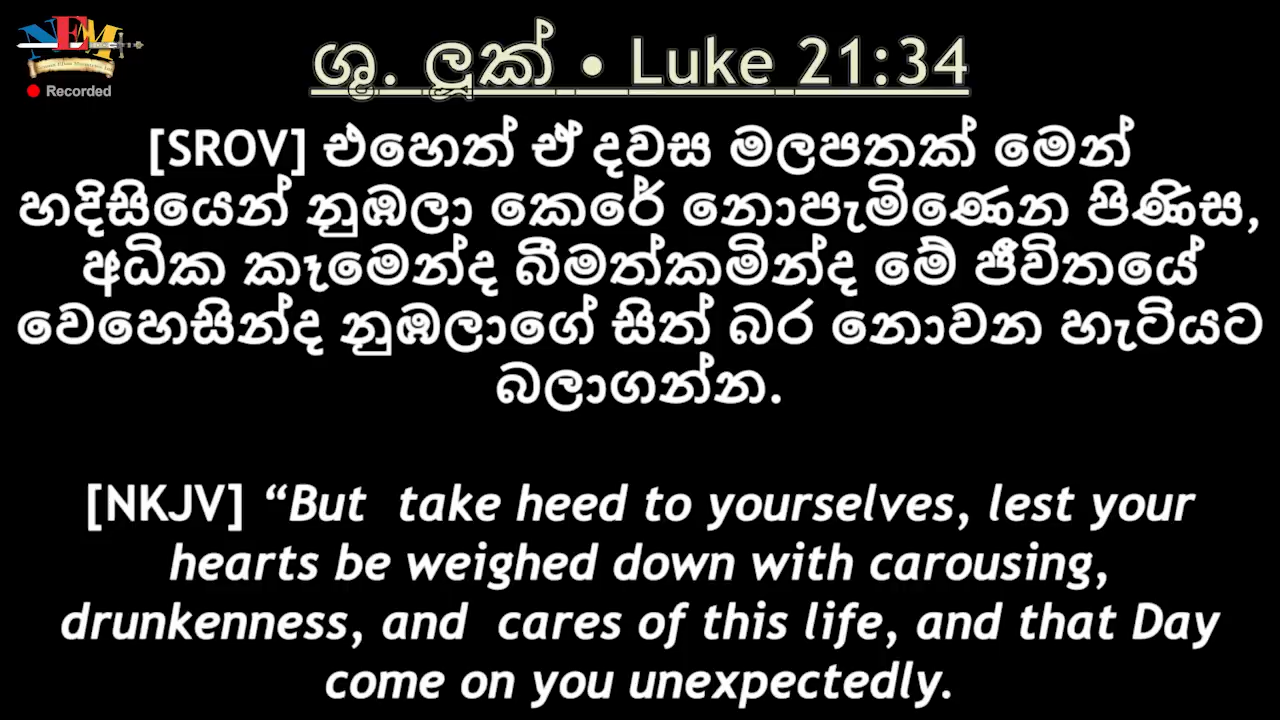 NEM
Recorded
ශු. ලූක් • Luke 21:34
[SROV] එහෙත් ඒ දවස මලපතක් මෙන්
හදිසියෙන් නුඹලා කෙරේ නොපැමිණෙන පිණිස,
අධික කෑමෙන්ද බීමත්කමින්ද මේ ජීවිතයේ
වෙහෙසින්ද නුඹලාගේ සිත් බර නොවන හැටියට
බලාගන්න.
[NKJV] “But take heed to yourselves, lest your
hearts be weighed down with carousing,
drunkenness, and cares of this life, and that Day
come on you unexpectedly.